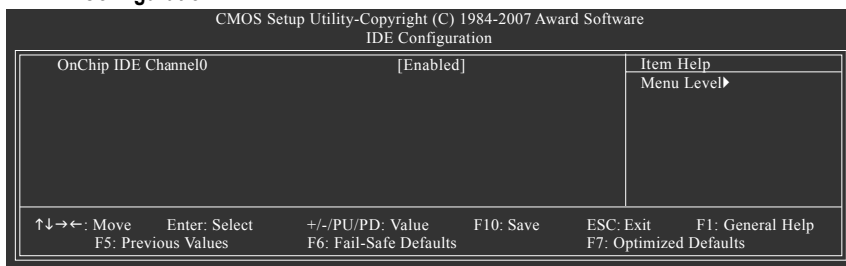 CMOS Setup Utility-Copyright (C) 1984-2007 Award Software
IDE Configuration
OnChip IDE Channel0 [Enabled] Item Help
Menu Level▶
↑↓→←: Move Enter: Select +/-/PU/PD: Value F10: Save ESC: Exit F1: General Help
F5: Previous Values F6: Fail-Safe Defaults F7: Optimized Defaults